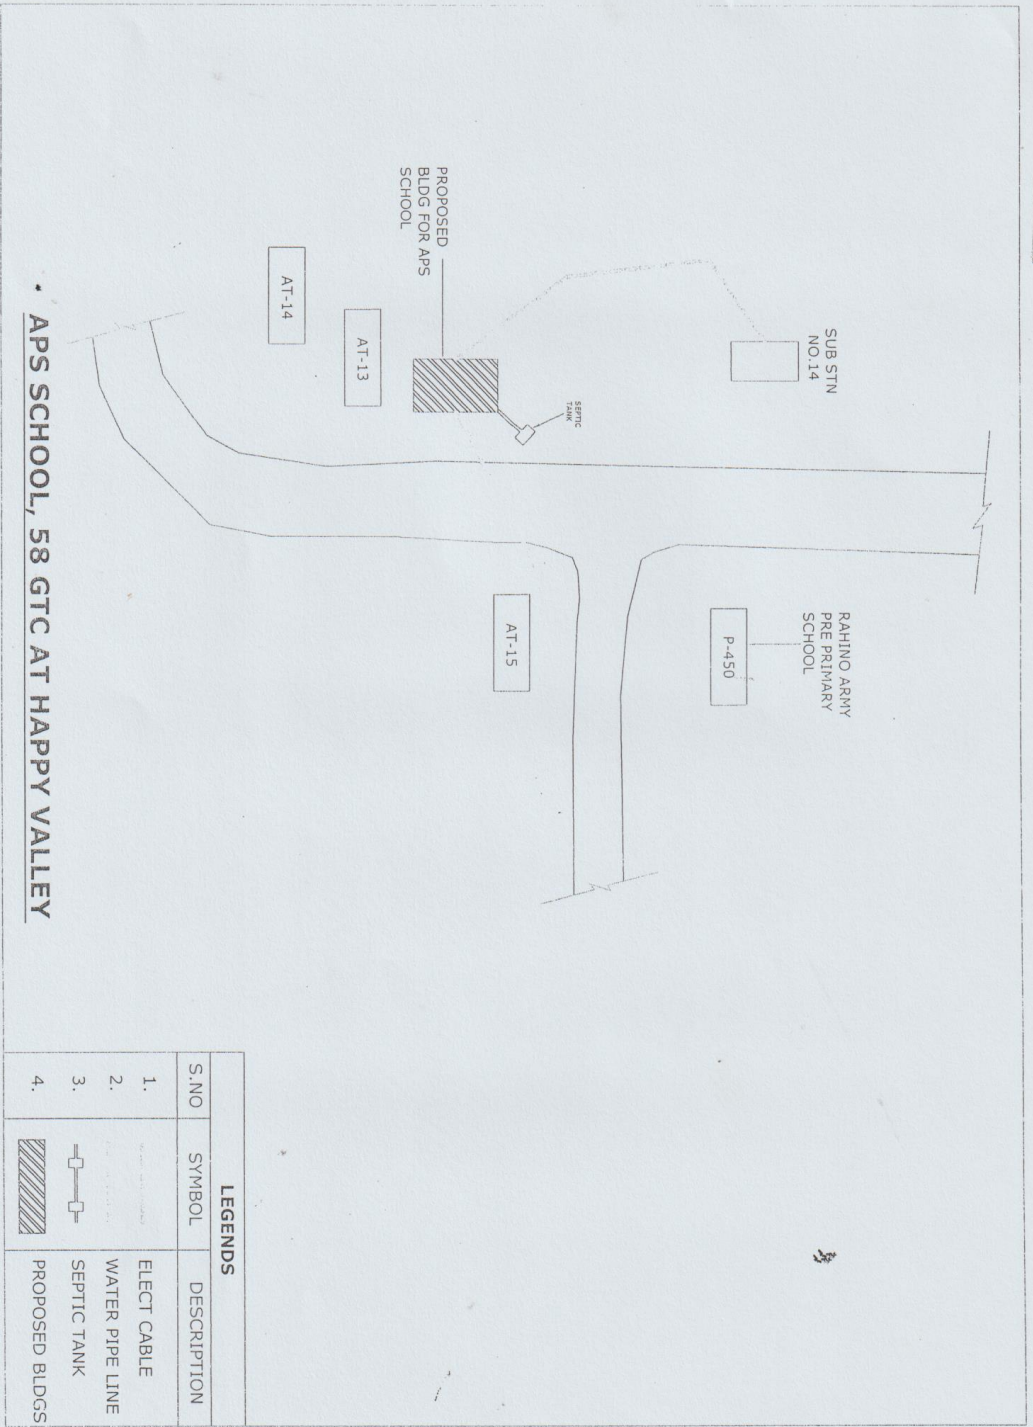 SUB STN
NO.14
RAHINO ARMY
PRE PRIMARY
SCHOOL
P-450
SEPTIC
TANK
PROPOSED
BLDG FOR APS
SCHOOL
AT-15
AT-13
AT-14
APS SCHOOL, 58 GTC AT HAPPY VALLEY
LEGENDS
S.NO SYMBOL DESCRIPTION
1. ELECT CABLE
2. WATER PIPE LINE
3. SEPTIC TANK
4. PROPOSED BLDGS